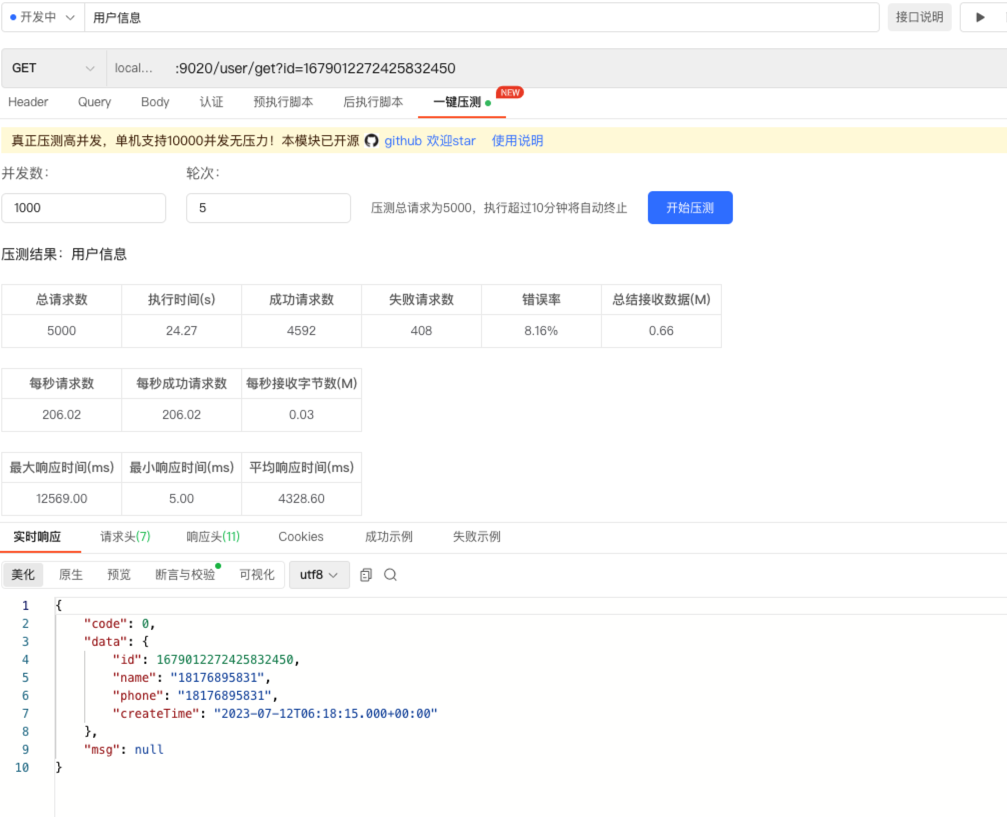 开发中 用户信息 接口说明
GET local... :9020/user/get?id=1679012272425832450
Header Query Body 认证 预执行脚本 后执行脚本 一键压测 NEW
真正压测高并发，单机支持10000并发无压力！本模块已开源 github 欢迎star 使用说明
并发数： 轮次：
1000 5 压测总请求为5000，执行超过10分钟将自动终止 开始压测
压测结果：用户信息
总请求数 执行时间(s) 成功请求数 失败请求数 错误率 总结接收数据(M)
5000 24.27 4592 408 8.16% 0.66
每秒请求数 每秒成功请求数 每秒接收字节数(M)
206.02 206.02 0.03
最大响应时间(ms) 最小响应时间(ms) 平均响应时间(ms)
12569.00 5.00 4328.60
实时响应 请求头(7) 响应头(11) Cookies 成功示例 失败示例
美化 原生 预览 断言与校验 可视化 utf8
1 {
2 "code": 0,
3 "data": {
4 "id": 1679012272425832450,
5 "name": "18176895831",
6 "phone": "18176895831",
7 "createTime": "2023-07-12T06:18:15.000+00:00"
8 },
9 "msg": null
10 }